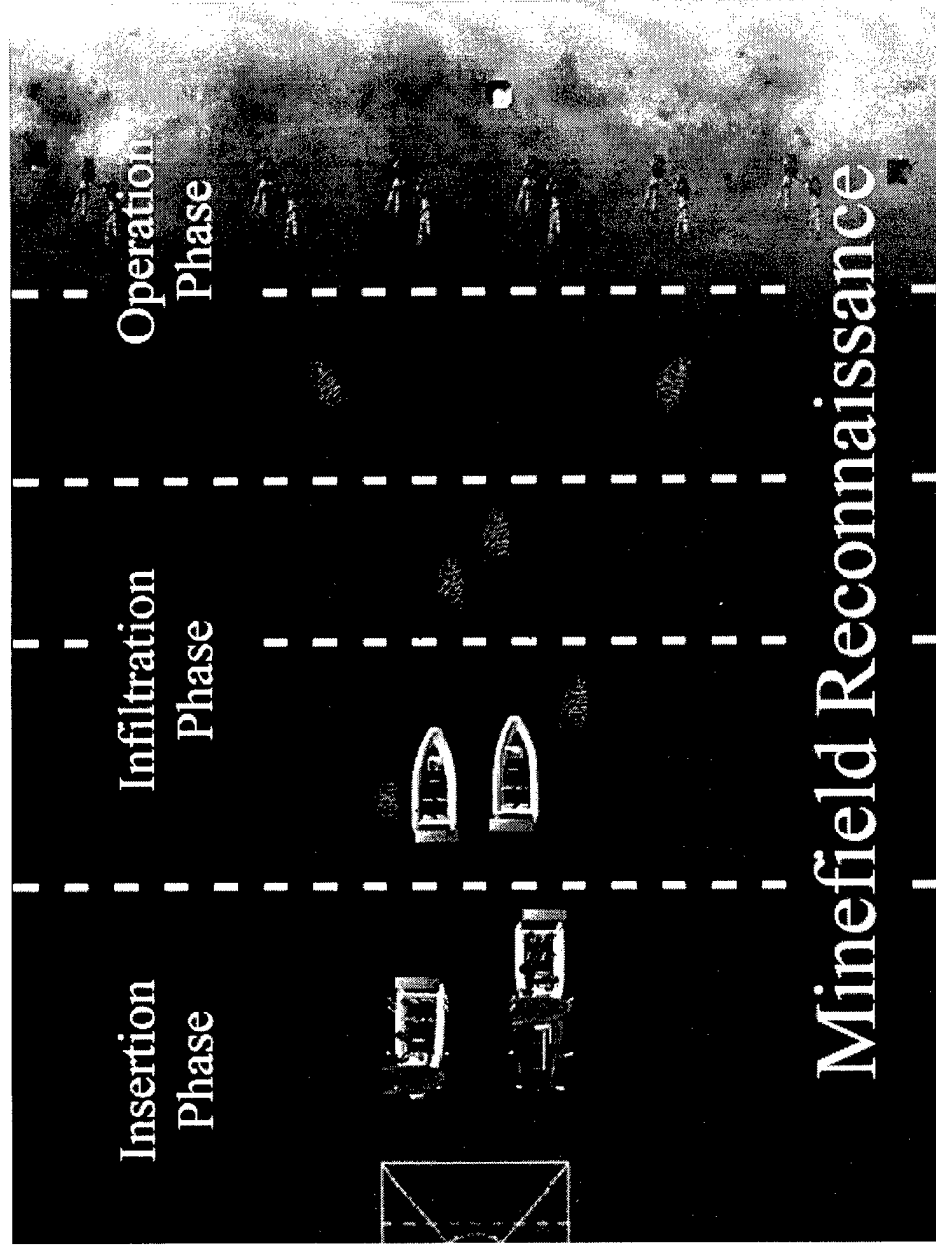 Minefield Reconnaissance
Insertion
Phase
Infiltration
Phase
Operation
Phase